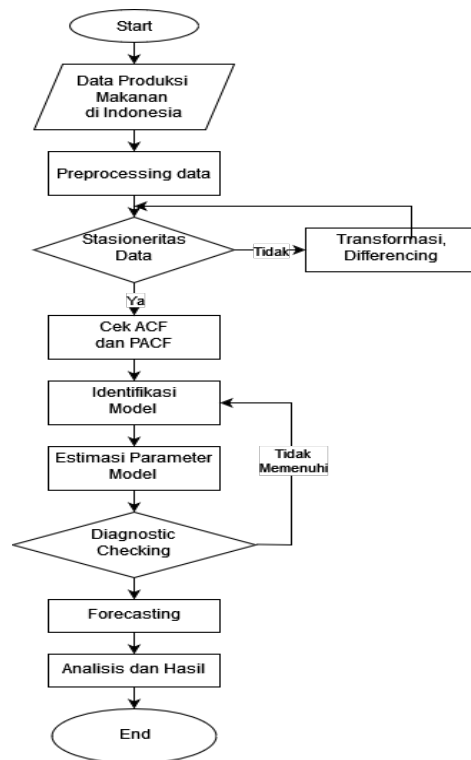 Start
Data Produksi
Makanan
di Indonesia
Preprocessing data
Stasioneritas
Data
Tidak
Transformasi,
Differencing
Ya
Cek ACF
dan PACF
Identifikasi
Model
Tidak
Memenuhi
Estimasi Parameter
Model
Diagnostic
Checking
Forecasting
Analisis dan Hasil
End